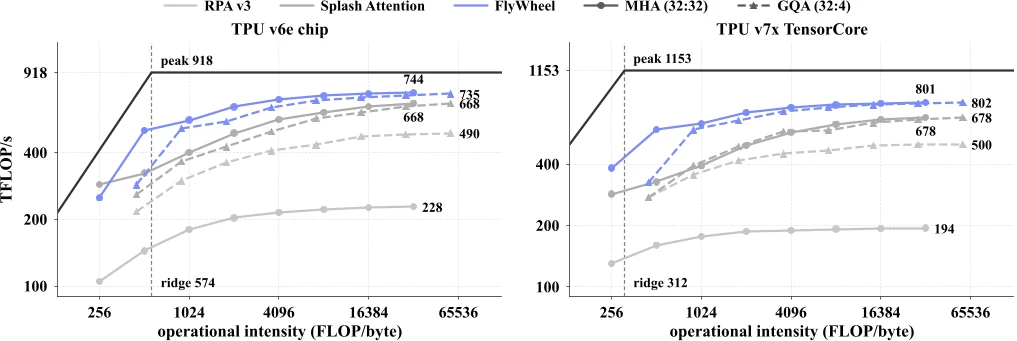 RPA v3 Splash Attention FlyWheel MHA (32:32) GQA (32:4)
TPU v6e chip
TFLOP/s
918
400
200
100
peak 918
744
735
668
668
490
228
ridge 574
256 1024 4096 16384 65536
operational intensity (FLOP/byte)
TPU v7x TensorCore
1153
400
200
100
peak 1153
801
802
678
678
500
194
ridge 312
256 1024 4096 16384 65536
operational intensity (FLOP/byte)